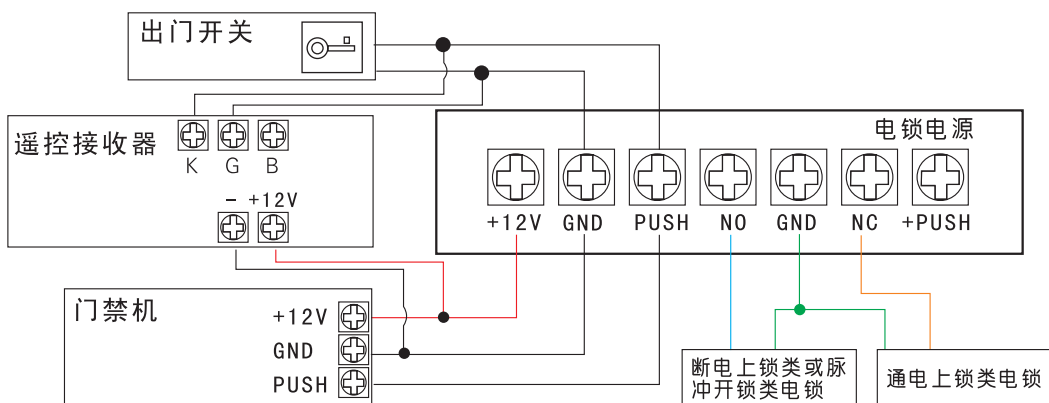 出门开关
遥控接收器
K G B
- +12V
电锁电源
+12V GND PUSH NO GND NC +PUSH
门禁机
+12V
GND
PUSH
断电上锁类或脉
冲开锁类电锁
通电上锁类电锁